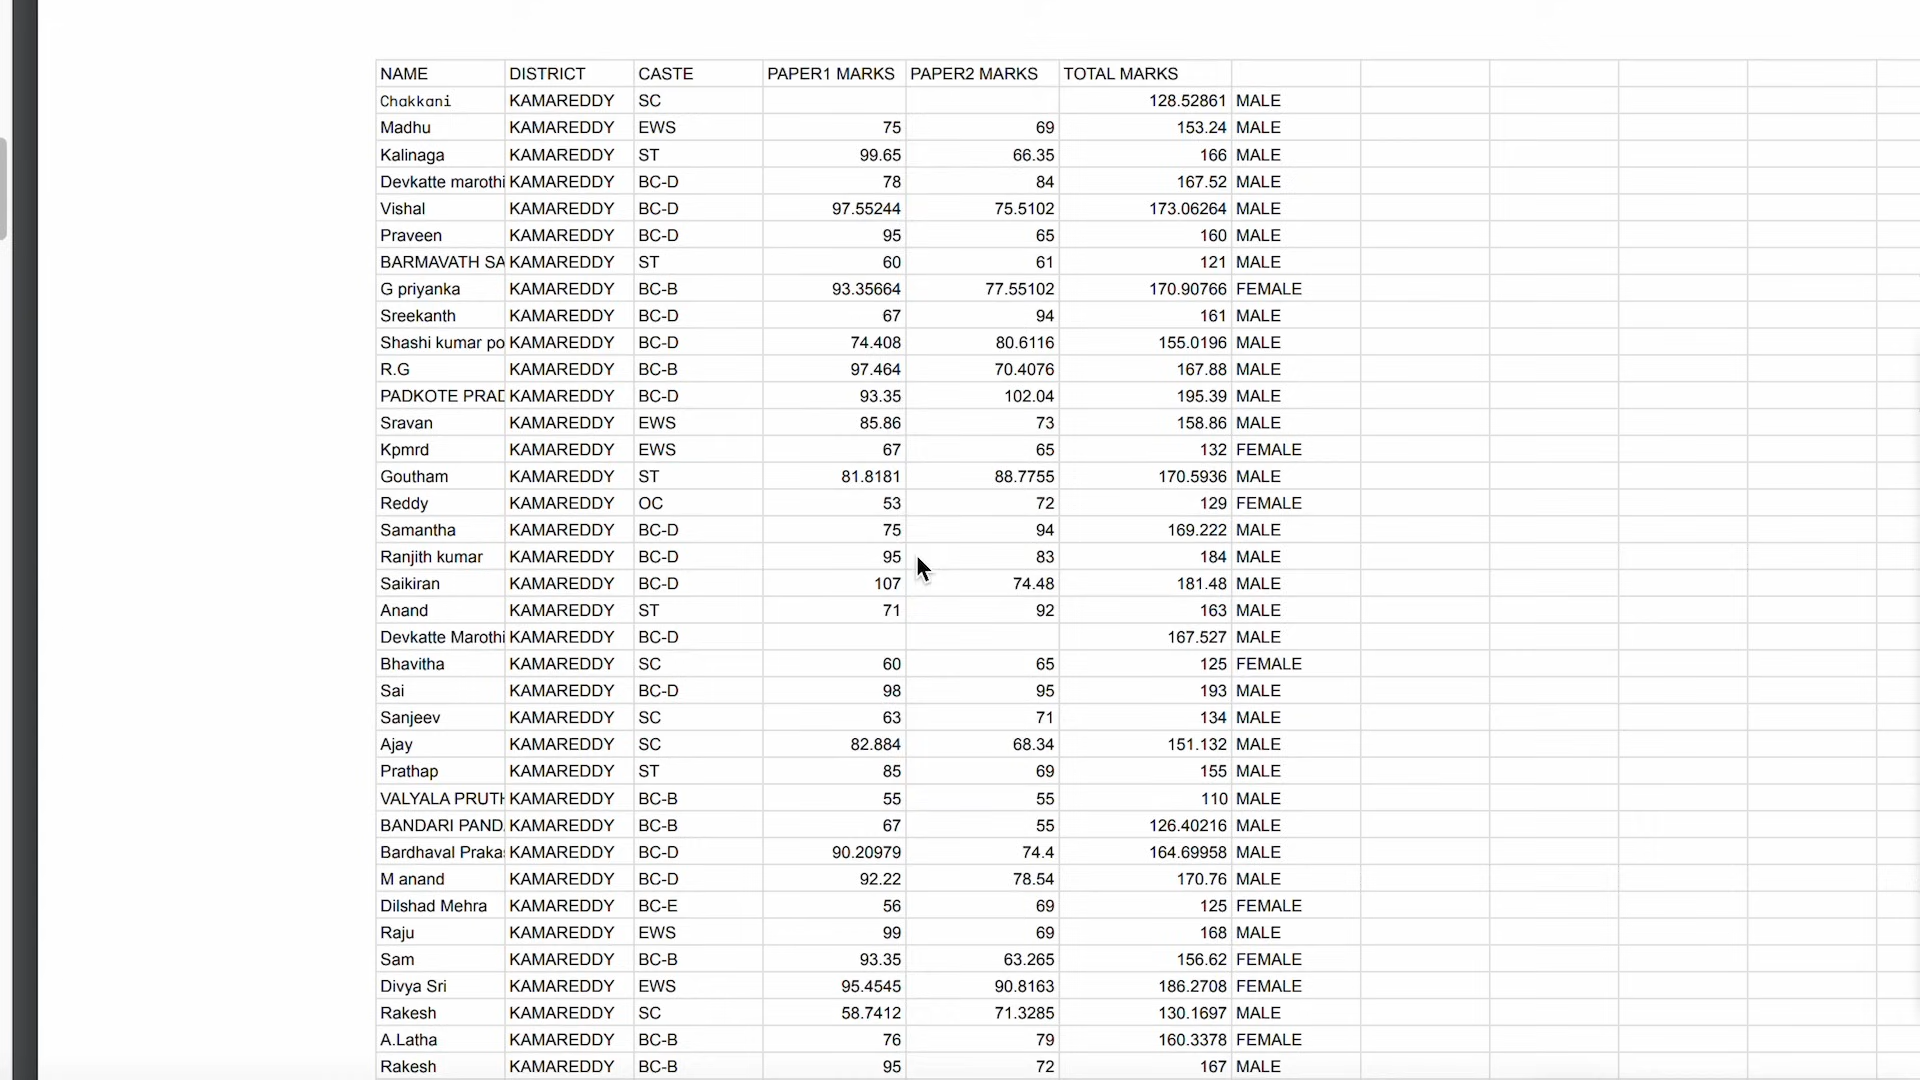 NAME DISTRICT CASTE PAPER1 MARKS PAPER2 MARKS TOTAL MARKS
Chakkani KAMAREDDY SC 128.52861 MALE
Madhu KAMAREDDY EWS 75 69 153.24 MALE
Kalinaga KAMAREDDY ST 99.65 66.35 166 MALE
Devkatte marothi KAMAREDDY BC-D 78 84 167.52 MALE
Vishal KAMAREDDY BC-D 97.55244 75.5102 173.06264 MALE
Praveen KAMAREDDY BC-D 95 65 160 MALE
BARMAVATH SA KAMAREDDY ST 60 61 121 MALE
G priyanka KAMAREDDY BC-B 93.35664 77.55102 170.90766 FEMALE
Sreekanth KAMAREDDY BC-D 67 94 161 MALE
Shashi kumar po KAMAREDDY BC-D 74.408 80.6116 155.0196 MALE
R.G KAMAREDDY BC-B 97.464 70.4076 167.88 MALE
PADKOTE PRAD KAMAREDDY BC-D 93.35 102.04 195.39 MALE
Sravan KAMAREDDY EWS 85.86 73 158.86 MALE
Kpmrd KAMAREDDY EWS 67 65 132 FEMALE
Goutham KAMAREDDY ST 81.8181 88.7755 170.5936 MALE
Reddy KAMAREDDY OC 53 72 129 FEMALE
Samantha KAMAREDDY BC-D 75 94 169.222 MALE
Ranjith kumar KAMAREDDY BC-D 95 83 184 MALE
Saikiran KAMAREDDY BC-D 107 74.48 181.48 MALE
Anand KAMAREDDY ST 71 92 163 MALE
Devkatte Marothi KAMAREDDY BC-D 167.527 MALE
Bhavitha KAMAREDDY SC 60 65 125 FEMALE
Sai KAMAREDDY BC-D 98 95 193 MALE
Sanjeev KAMAREDDY SC 63 71 134 MALE
Ajay KAMAREDDY SC 82.884 68.34 151.132 MALE
Prathap KAMAREDDY ST 85 69 155 MALE
VALYALA PRUTH KAMAREDDY BC-B 55 55 110 MALE
BANDARI PAND KAMAREDDY BC-B 67 55 126.40216 MALE
Bardhaval Praka KAMAREDDY BC-D 90.20979 74.4 164.69958 MALE
M anand KAMAREDDY BC-D 92.22 78.54 170.76 MALE
Dilshad Mehra KAMAREDDY BC-E 56 69 125 FEMALE
Raju KAMAREDDY EWS 99 69 168 MALE
Sam KAMAREDDY BC-B 93.35 63.265 156.62 FEMALE
Divya Sri KAMAREDDY EWS 95.4545 90.8163 186.2708 FEMALE
Rakesh KAMAREDDY SC 58.7412 71.3285 130.1697 MALE
A.Latha KAMAREDDY BC-B 76 79 160.3378 FEMALE
Rakesh KAMAREDDY BC-B 95 72 167 MALE